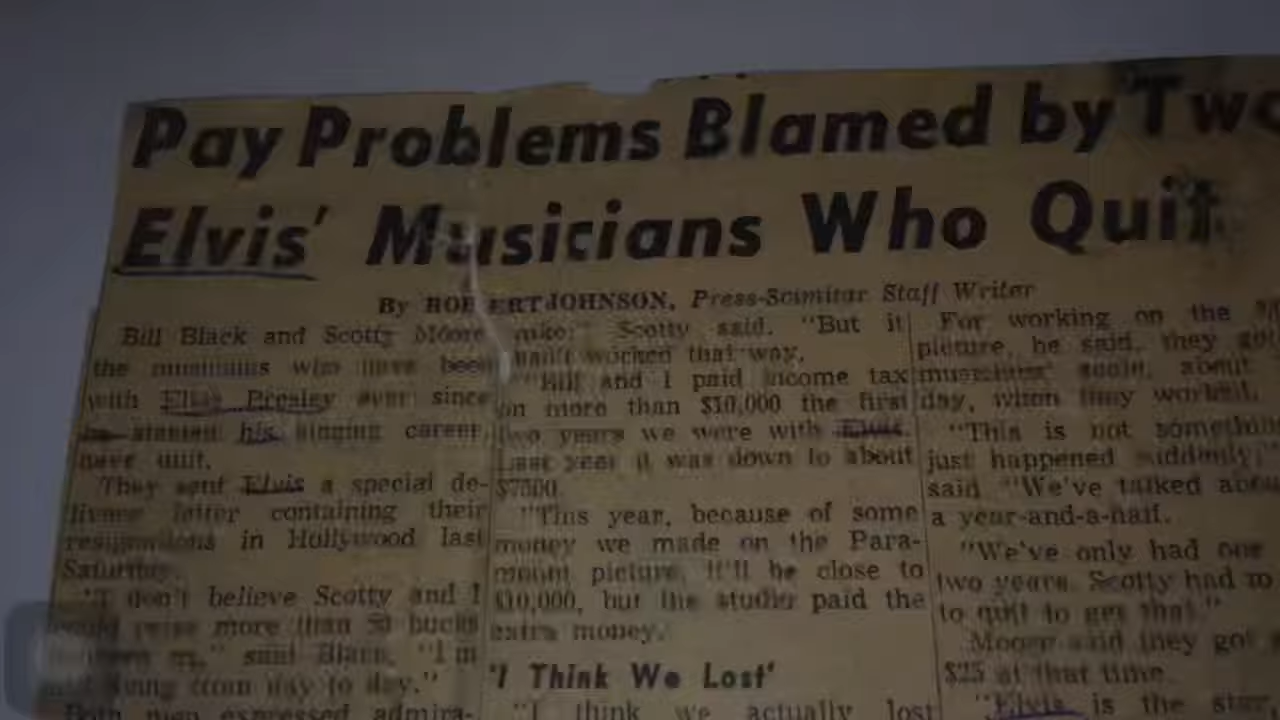 Pay Problems Blamed by Two
Elvis' Musicians Who Quit
By ROBERT JOHNSON, Press-Scimitar Staff Writer
Bill Black and Scotty Moore
the musicians who have been
with Elvis Presley ever since
he started his singing career,
have quit.
They sent Elvis a special de-
livery letter containing their
resignations in Hollywood last
Saturday.
"I don't believe Scotty and I
could raise more than 50 bucks
between us," said Black. "I'm
living from day to day."
Both men expressed admira-
Scotty said. "But it
hasn't worked that way.
"Bill and I paid income tax
on more than $10,000 the first
two years we were with Elvis.
Last year it was down to about
$7500.
"This year, because of some
money we made on the Para-
mount picture, it'll be close to
$10,000, but the studio paid the
extra money.
'I Think We Lost'
"I think we actually lost
For working on the
picture, he said, they got
musicians' scale, about
day, when they worked.
"This is not something
just happened suddenly,"
said. "We've talked about
a year-and-a-half.
"We've only had one
two years. Scotty had
to quit to get that."
Moore said they got
$25 at that time.
"Elvis is the star,